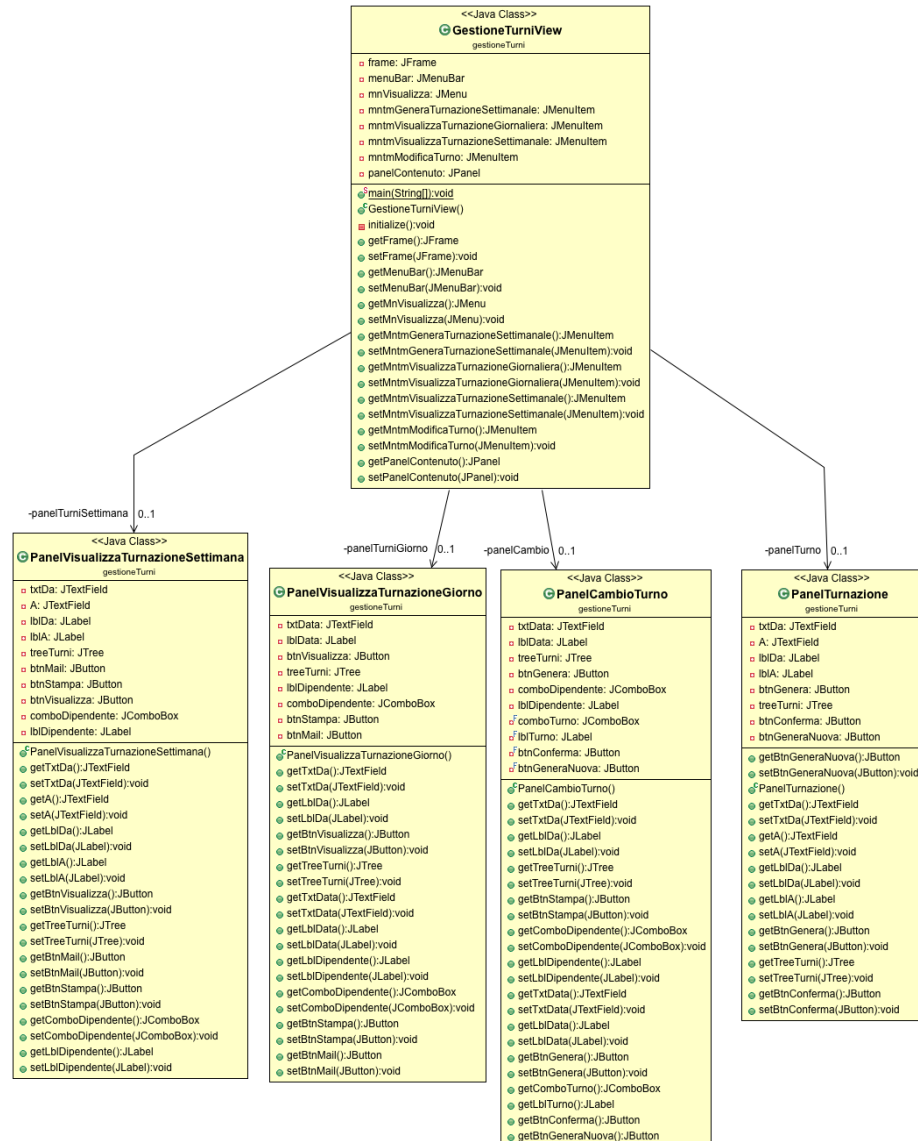 <<Java Class>>
GestioneTurniView
gestioneTurni
frame: JFrame
menuBar: JMenuBar
mnVisualizza: JMenu
mntmGeneraTurnazioneSettimanale: JMenuItem
mntmVisualizzaTurnazioneGiornaliera: JMenuItem
mntmVisualizzaTurnazioneSettimanale: JMenuItem
mntmModificaTurno: JMenuItem
panelContenuto: JPanel
main(String[]):void
GestioneTurniView()
initialize():void
getFrame():JFrame
setFrame(JFrame):void
getMenuBar():JMenuBar
setMenuBar(JMenuBar):void
getMnVisualizza():JMenu
setMnVisualizza(JMenu):void
getMntmGeneraTurnazioneSettimanale():JMenuItem
setMntmGeneraTurnazioneSettimanale(JMenuItem):void
getMntmVisualizzaTurnazioneGiornaliera():JMenuItem
setMntmVisualizzaTurnazioneGiornaliera(JMenuItem):void
getMntmVisualizzaTurnazioneSettimanale():JMenuItem
setMntmVisualizzaTurnazioneSettimanale(JMenuItem):void
getMntmModificaTurno():JMenuItem
setMntmModificaTurno(JMenuItem):void
getPanelContenuto():JPanel
setPanelContenuto(JPanel):void
-panelTurniSettimana 0..1
-panelTurniGiorno 0..1
-panelCambio 0..1
-panelTurno 0..1
<<Java Class>>
PanelVisualizzaTurnazioneSettimana
gestioneTurni
txtDa: JTextField
A: JTextField
lblDa: JLabel
lblA: JLabel
treeTurni: JTree
btnMail: JButton
btnStampa: JButton
btnVisualizza: JButton
comboDipendente: JComboBox
lblDipendente: JLabel
PanelVisualizzaTurnazioneSettimana()
getTxtDa():JTextField
setTxtDa(JTextField):void
getA():JTextField
setA(JTextField):void
getLblDa():JLabel
setLblDa(JLabel):void
getLblA():JLabel
setLblA(JLabel):void
getBtnVisualizza():JButton
setBtnVisualizza(JButton):void
getTreeTurni():JTree
setTreeTurni(JTree):void
getBtnMail():JButton
setBtnMail(JButton):void
getBtnStampa():JButton
setBtnStampa(JButton):void
getComboDipendente():JComboBox
setComboDipendente(JComboBox):void
getLblDipendente():JLabel
setLblDipendente(JLabel):void
<<Java Class>>
PanelVisualizzaTurnazioneGiorno
gestioneTurni
txtData: JTextField
lblData: JLabel
btnVisualizza: JButton
treeTurni: JTree
lblDipendente: JLabel
comboDipendente: JComboBox
btnStampa: JButton
btnMail: JButton
PanelVisualizzaTurnazioneGiorno()
getTxtDa():JTextField
setTxtDa(JTextField):void
getLblDa():JLabel
setLblDa(JLabel):void
getBtnVisualizza():JButton
setBtnVisualizza(JButton):void
getTreeTurni():JTree
setTreeTurni(JTree):void
getTxtData():JTextField
setTxtData(JTextField):void
getLblData():JLabel
setLblData(JLabel):void
getLblDipendente():JLabel
setLblDipendente(JLabel):void
getComboDipendente():JComboBox
setComboDipendente(JComboBox):void
getBtnStampa():JButton
setBtnStampa(JButton):void
getBtnMail():JButton
setBtnMail(JButton):void
<<Java Class>>
PanelCambioTurno
gestioneTurni
txtData: JTextField
lblData: JLabel
treeTurni: JTree
btnGenera: JButton
comboDipendente: JComboBox
lblDipendente: JLabel
comboTurno: JComboBox
lblTurno: JLabel
btnConferma: JButton
btnGeneraNuova: JButton
PanelCambioTurno()
getTxtDa():JTextField
setTxtDa(JTextField):void
getLblDa():JLabel
setLblDa(JLabel):void
getTreeTurni():JTree
setTreeTurni(JTree):void
getBtnStampa():JButton
setBtnStampa(JButton):void
getComboDipendente():JComboBox
setComboDipendente(JComboBox):void
getLblDipendente():JLabel
setLblDipendente(JLabel):void
getTxtData():JTextField
setTxtData(JTextField):void
getLblData():JLabel
setLblData(JLabel):void
getBtnGenera():JButton
setBtnGenera(JButton):void
getComboTurno():JComboBox
getLblTurno():JLabel
getBtnConferma():JButton
getBtnGeneraNuova():JButton
<<Java Class>>
PanelTurnazione
gestioneTurni
txtDa: JTextField
A: JTextField
lblDa: JLabel
lblA: JLabel
btnGenera: JButton
treeTurni: JTree
btnConferma: JButton
btnGeneraNuova: JButton
getBtnGeneraNuova():JButton
setBtnGeneraNuova(JButton):void
PanelTurnazione()
getTxtDa():JTextField
setTxtDa(JTextField):void
getA():JTextField
setA(JTextField):void
getLblDa():JLabel
setLblDa(JLabel):void
getLblA():JLabel
setLblA(JLabel):void
getBtnGenera():JButton
setBtnGenera(JButton):void
getTreeTurni():JTree
setTreeTurni(JTree):void
getBtnConferma():JButton
setBtnConferma(JButton):void